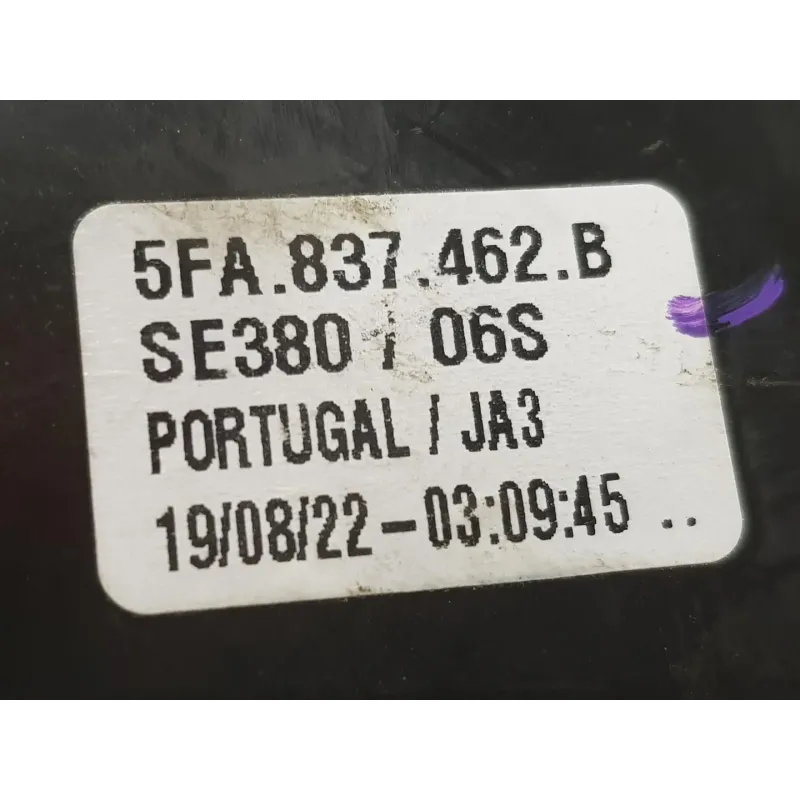 5FA.837.462.B
SE380 / 06S
PORTUGAL / JA3
19/08/22-03:09:45 ..